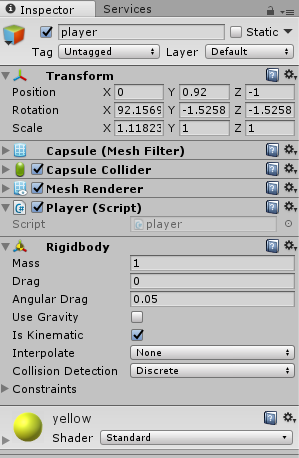 Inspector Services
player Static
Tag Untagged Layer Default
Transform
Position X 0 Y 0.92 Z -1
Rotation X 92.1569 Y -1.5258 Z -1.5258
Scale X 1.11823 Y 1 Z 1
Capsule (Mesh Filter)
Capsule Collider
Mesh Renderer
Player (Script)
Script player
Rigidbody
Mass 1
Drag 0
Angular Drag 0.05
Use Gravity
Is Kinematic
Interpolate None
Collision Detection Discrete
Constraints
yellow
Shader Standard